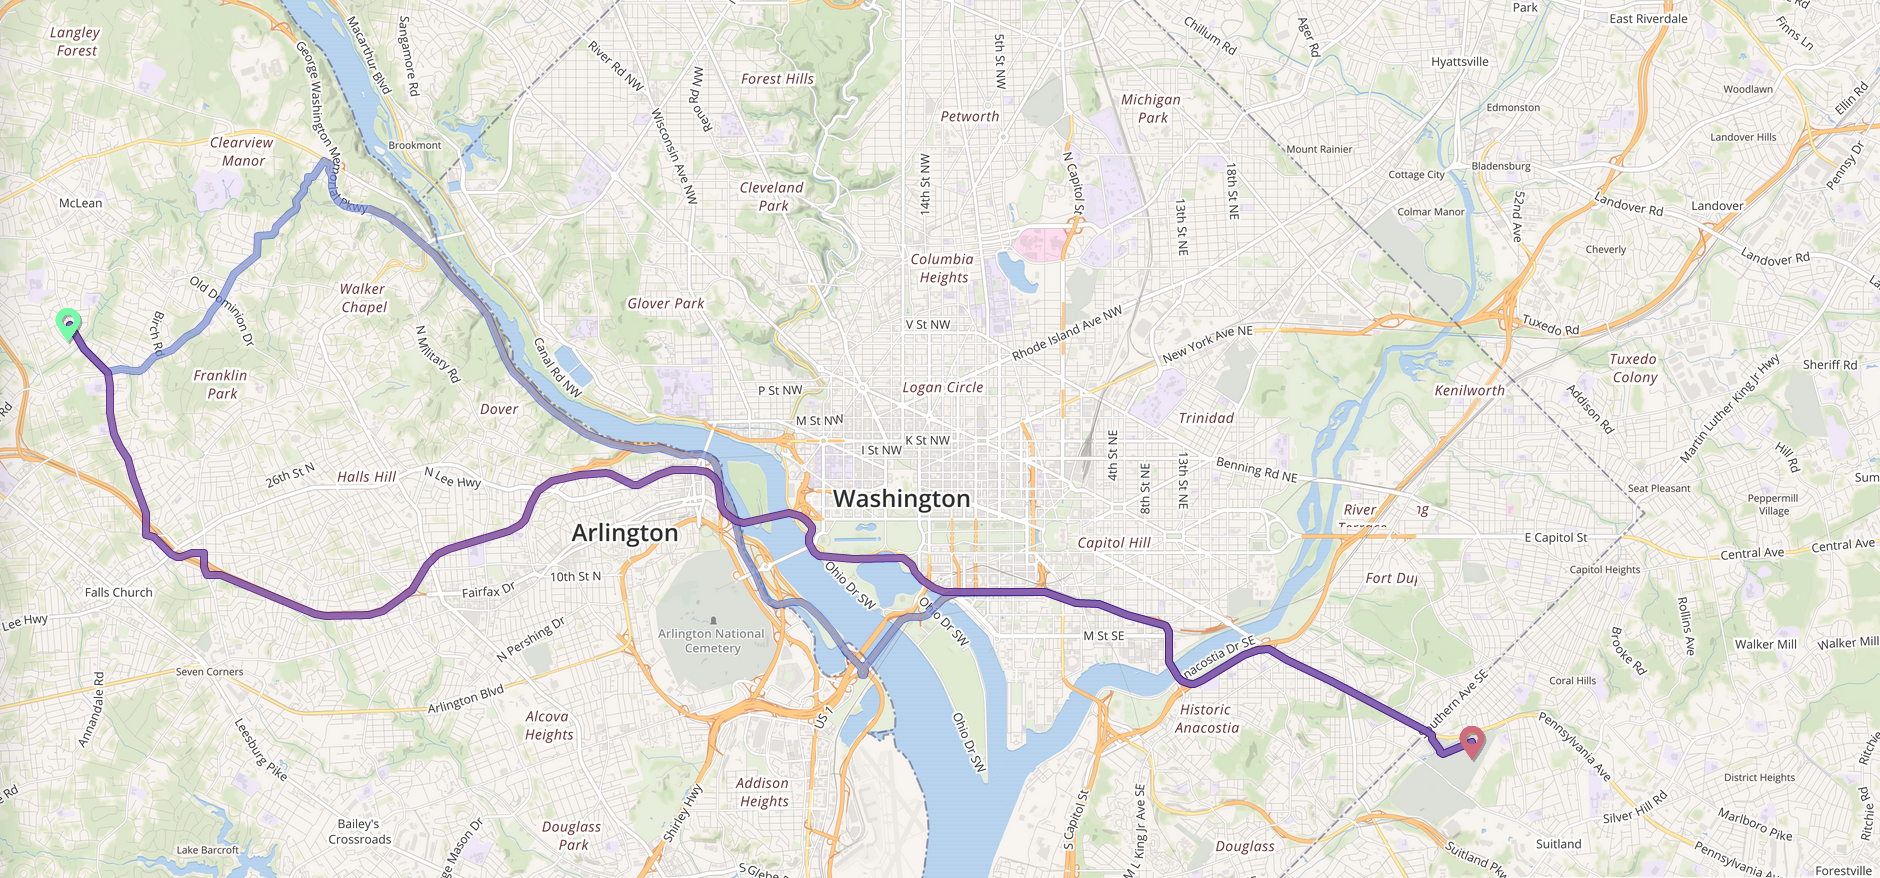 Langley
Forest
Macarthur Blvd
Sangamore Rd
River Rd NW
Forest Hills
5th St NW
Chillum Rd
Ager Rd
Park
East Riverdale
Finns Ln
Hyattsville
Woodlawn
Ellin Rd
Edmonston
George Washington Memorial Pkwy
Wisconsin Ave NW
Reno Rd NW
Petworth
Michigan
Park
Landover Hills
Clearview
Manor
Brookmont
Mount Rainier
Bladensburg
Pennsy Dr
McLean
Cleveland
Park
14th St NW
N Capitol St
13th St NE
18th St NE
Cottage City
Colmar Manor
52nd Ave
Landover Rd
Landover
Columbia
Heights
Cheverly
Landover Rd
Walker
Chapel
Old Dominion Dr
Glover Park
Birch Rd
N Military Rd
V St NW
Rhode Island Ave NW
New York Ave NE
Tuxedo Rd
Canal Rd NW
Tuxedo
Colony
Sheriff Rd
Franklin
Park
P St NW
Logan Circle
Kenilworth
Addison Rd
Martin Luther King Jr Hwy
Dover
M St NW
Trinidad
K St NW
I St NW
4th St NE
8th St NE
13th St NE
Benning Rd NE
Hill Rd
26th St N
Halls Hill
N Lee Hwy
Seat Pleasant
Washington
Peppermill
Village
River
Arlington
Capitol Hill
E Capitol St
Central Ave
Central Ave
10th St N
Fairfax Dr
Ohio Dr SW
Fort Dup
Capitol Heights
Falls Church
Lee Hwy
Ohio Dr SW
Rollins Ave
N Pershing Dr
Arlington National
Cemetery
M St SE
Brooke Rd
Walker Mill
Walker Mill
Seven Corners
nacostia Dr SE
Coral Hills
Annandale Rd
Arlington Blvd
US 1
Alcova
Heights
Leesburg Pike
Ohio Dr SW
Historic
Anacostia
uthern Ave SE
Pennsylvania Ave
Addison
Heights
District Heights
Shirley Hwy
S Capitol St
M L King Jr Ave SE
Silver Hill Rd
Ritchie Rd
Bailey's
Crossroads
Douglass
Park
Marlboro Pike
Lake Barcroft
Douglass
Suitland
Suitland Pkw
Pennsylvania Ave
Forestville